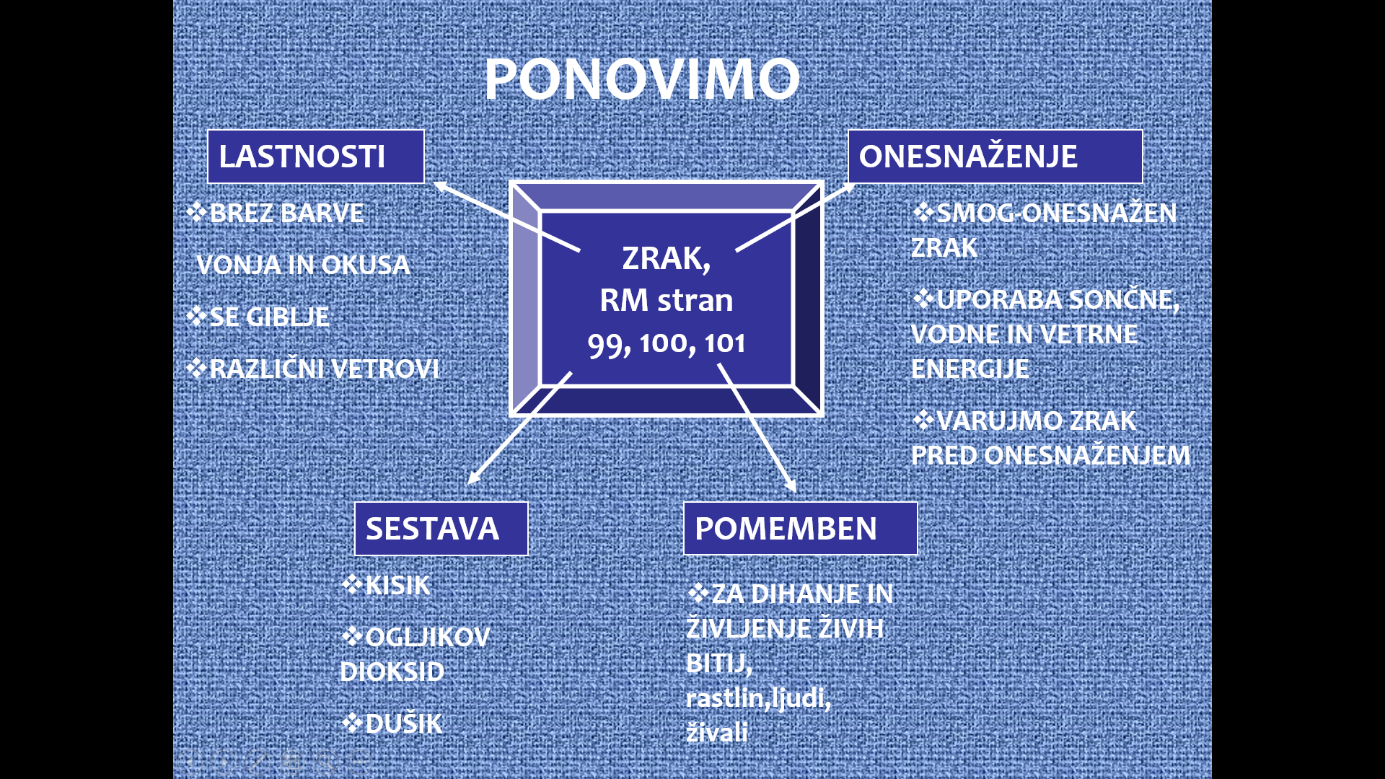 PONOVIMO
LASTNOSTI
❖BREZ BARVE
VONJA IN OKUSA
❖SE GIBLJE
❖RAZLIČNI VETROVI
ZRAK,
RM stran
99, 100, 101
ONESNAŽENJE
❖SMOG-ONESNAŽEN
ZRAK
❖UPORABA SONČNE,
VODNE IN VETRNE
ENERGIJE
❖VARUJMO ZRAK
PRED ONESNAŽENJEM
SESTAVA
❖KISIK
❖OGLJIKOV
DIOKSID
❖DUŠIK
POMEMBEN
❖ZA DIHANJE IN
ŽIVLJENJE ŽIVIH
BITIJ,
rastlin,ljudi,
živali